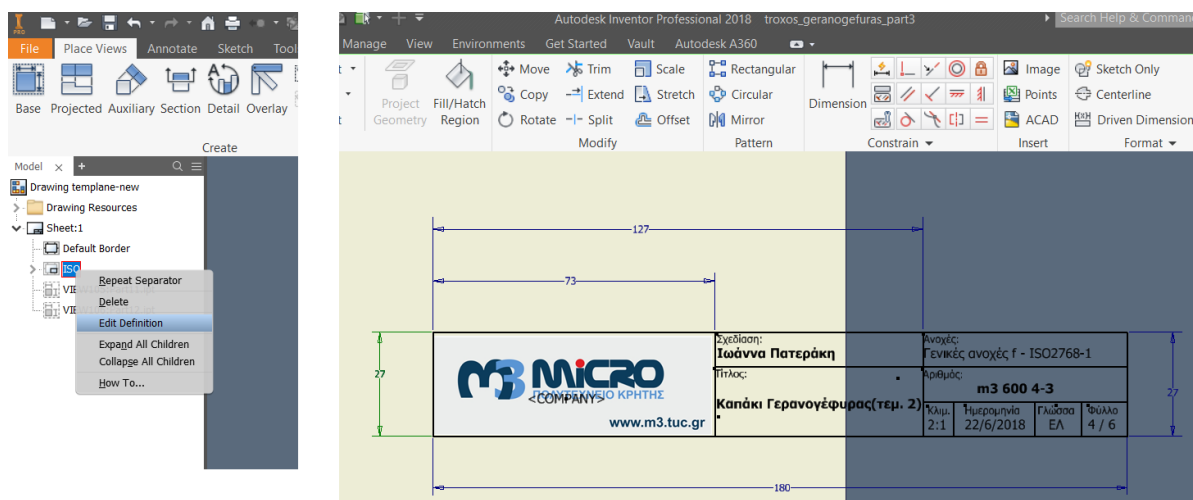 PRO
File Place Views Annotate Sketch Tool
Base Projected Auxiliary Section Detail Overlay
Create
Model x +
Drawing templane-new
Drawing Resources
Sheet:1
Default Border
ISO
Repeat Separator
Delete
Edit Definition
Expand All Children
Collapse All Children
How To...
Autodesk Inventor Professional 2018 troxos_geranogefuras_part3
Search Help & Comman
Manage View Environments Get Started Vault Autodesk A360
Move Trim Scale Rectangular Image Sketch Only
Copy Extend Stretch Circular Points Centerline
Rotate Split Offset Mirror ACAD Driven Dimension
Project Geometry
Fill/Hatch Region
Dimension
Modify Pattern Constrain Insert Format
127
73
27
m3 MiCRO
ΠΟΛΥΤΕΧΝΕΙΟ ΚΡΗΤΗΣ
<COMPANY>
www.m3.tuc.gr
Σχεδίαση:
Ιωάννα Πατεράκη
Τίτλος:
Καπάκι Γερανογέφυρας(τεμ. 2)
Ανοχές:
Γενικές ανοχές f - ISO2768-1
Αριθμός:
m3 600 4-3
Κλιμ. Ημερομηνία Γλώσσα Φύλλο
2:1 22/6/2018 ΕΛ 4 / 6
27
180